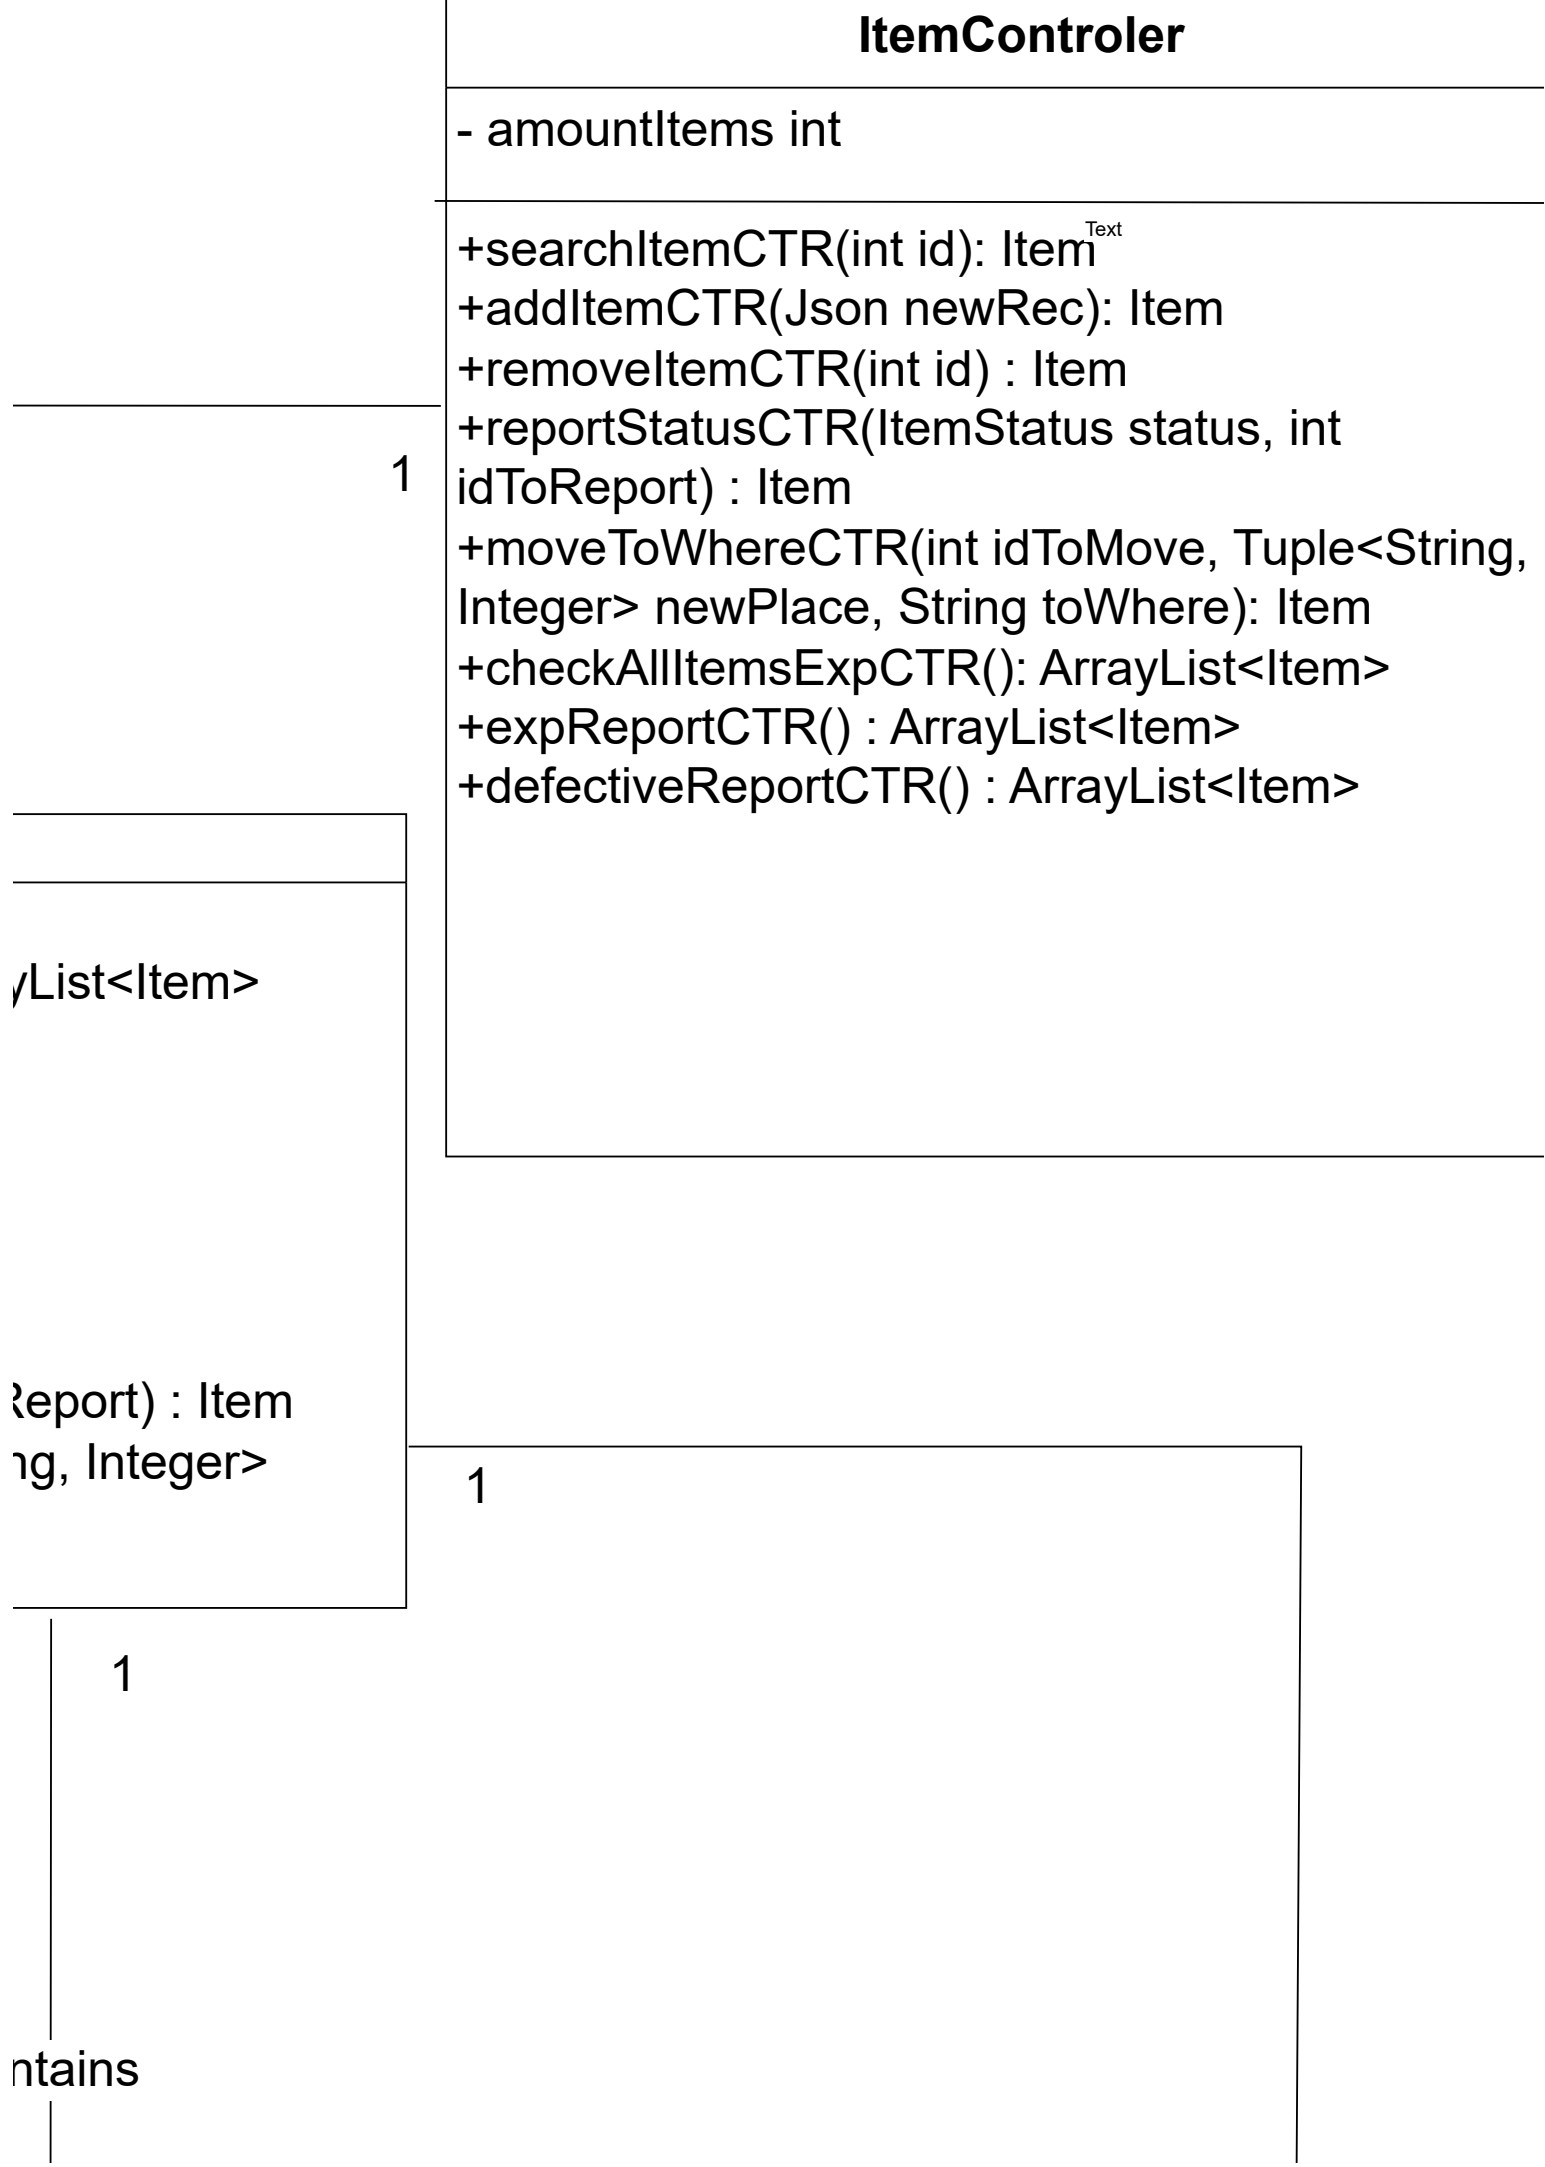 ItemControler
- amountItems int
Text
+searchItemCTR(int id): Item
+addItemCTR(Json newRec): Item
+removeItemCTR(int id) : Item
+reportStatusCTR(ItemStatus status, int
idToReport) : Item
1
+moveToWhereCTR(int idToMove, Tuple<String,
Integer> newPlace, String toWhere): Item
+checkAllItemsExpCTR(): ArrayList<Item>
+expReportCTR() : ArrayList<Item>
+defectiveReportCTR() : ArrayList<Item>
yList<Item>
Report) : Item
ng, Integer>
1
1
ntains